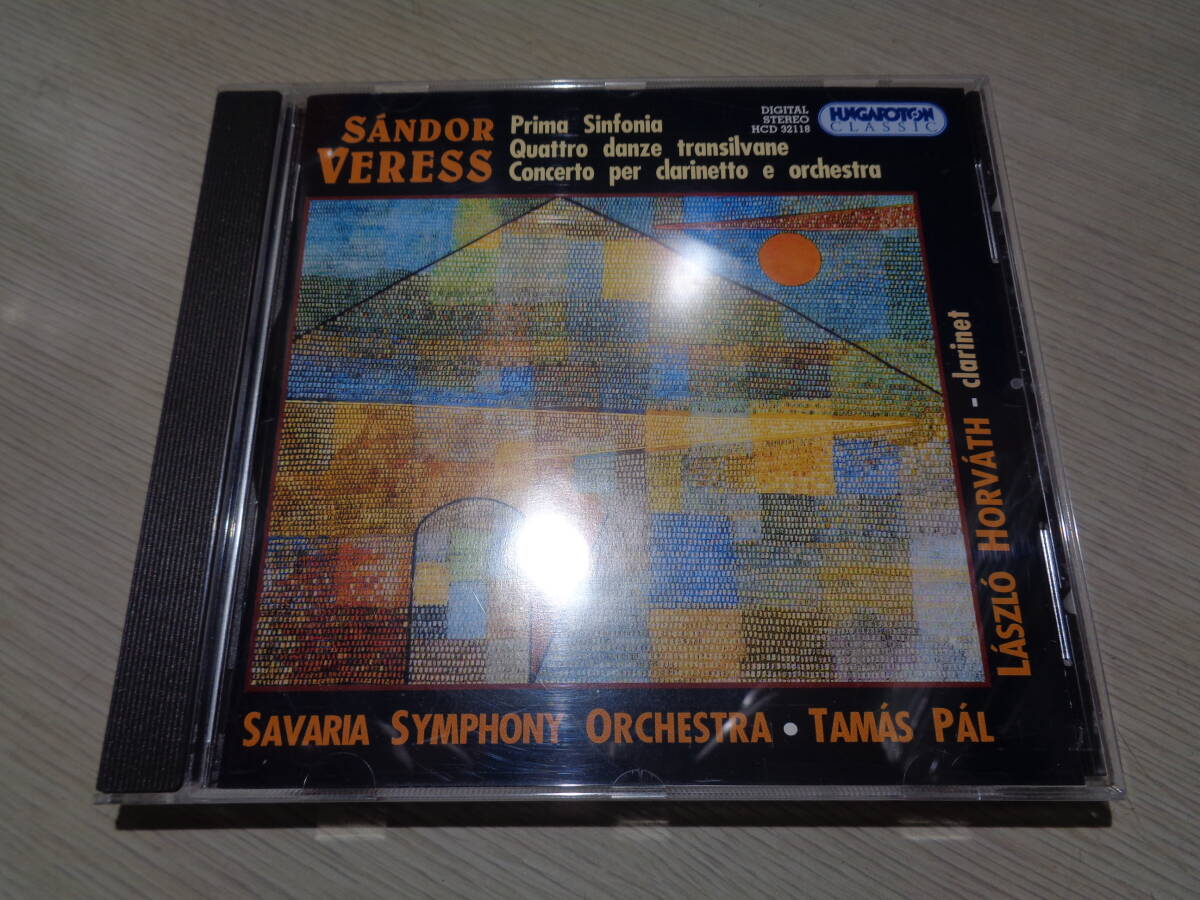 SÁNDOR
VERESS
Prima Sinfonia
Quattro danze transilvane
Concerto per clarinetto e orchestra
DIGITAL
STEREO
HCD 32118
HUNGAROTON
CLASSIC
LÁSZLÓ HORVÁTH - clarinet
SAVARIA SYMPHONY ORCHESTRA • TAMÁS PÁL